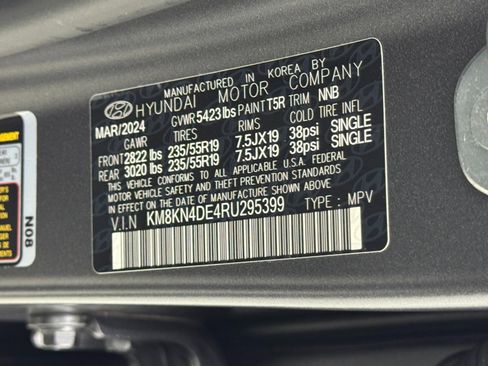 MANUFACTURED IN KOREA BY
HYUNDAI MOTOR COMPANY
MAR/2024 GVWR 5423 lbs PAINT T5R TRIM NNB
GAWR TIRES RIMS COLD TIRE INFL
FRONT 2822 lbs 235/55R19 7.5JX19 38psi SINGLE
REAR 3020 lbs 235/55R19 7.5JX19 38psi SINGLE
THIS VEHICLE CONFORMS TO ALL APPLICABLE U.S.A. FEDERAL
MOTOR VEHICLE SAFETY AND THEFT PREVENTION STANDARDS
IN EFFECT ON THE DATE OF MANUFACTURE SHOWN ABOVE.
V.I.N KM8KN4DE4RU295399 TYPE : MPV
N08